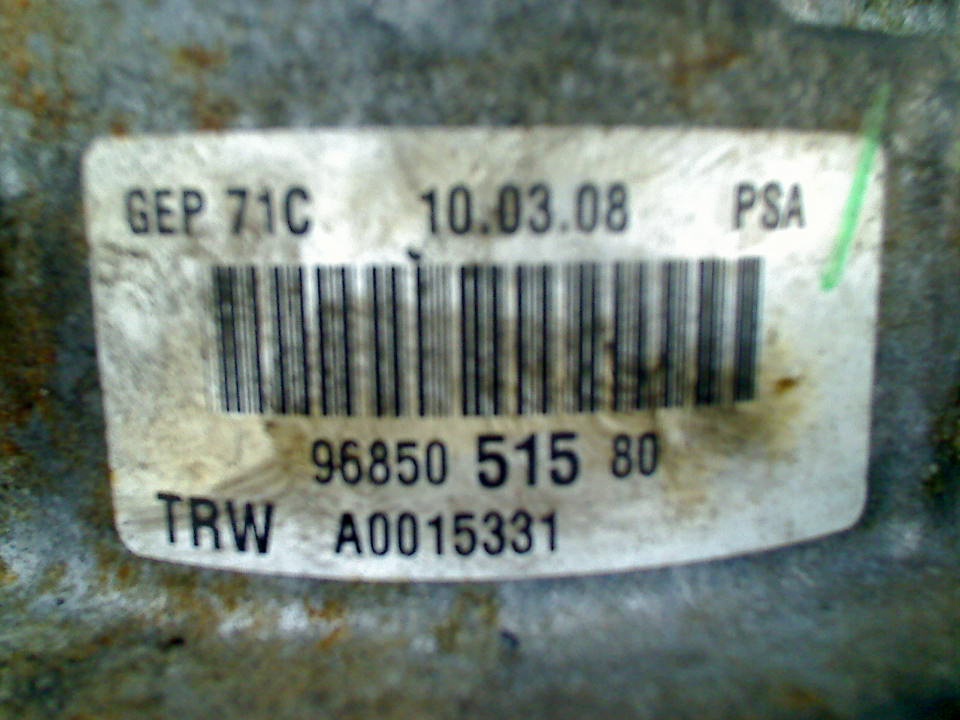 GEP 71C 10.03.08 PSA
96850 515 80
TRW A0015331